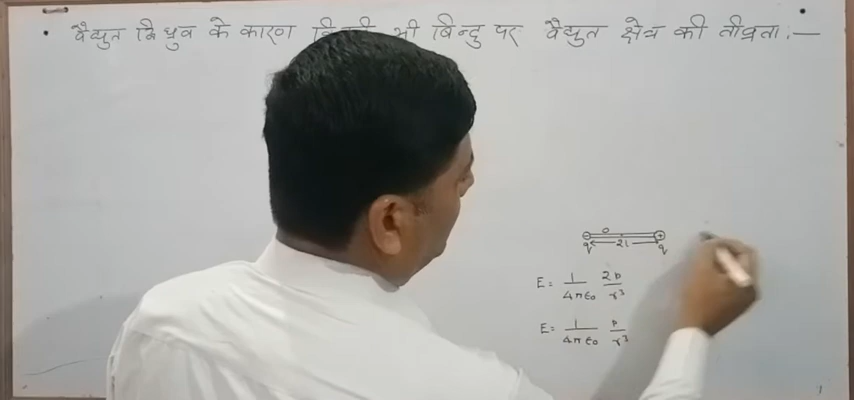 • वैद्युत द्विध्रुव के कारण भी बिन्दु पर वैद्युत क्षेत्र की तीव्रता :—
O
q 2l q
E = 1/4πε₀ 2p/r³
E = 1/4πε₀ p/r³